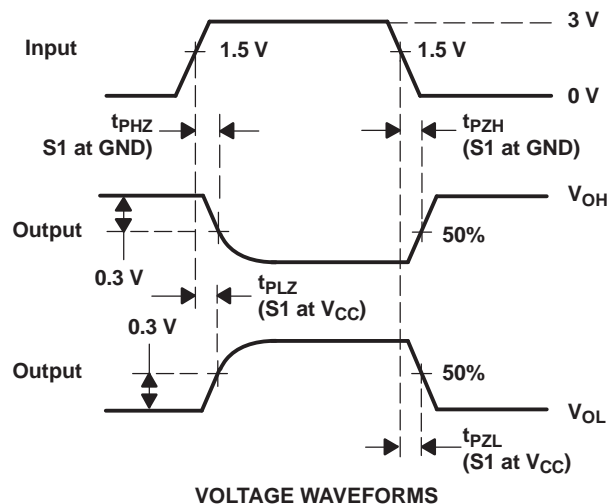 3 V
Input
1.5 V
1.5 V
0 V
tPHZ
S1 at GND)
tPZH
(S1 at GND)
VOH
Output
50%
0.3 V
tPLZ
(S1 at VCC)
0.3 V
Output
50%
VOL
tPZL
(S1 at VCC)
VOLTAGE WAVEFORMS